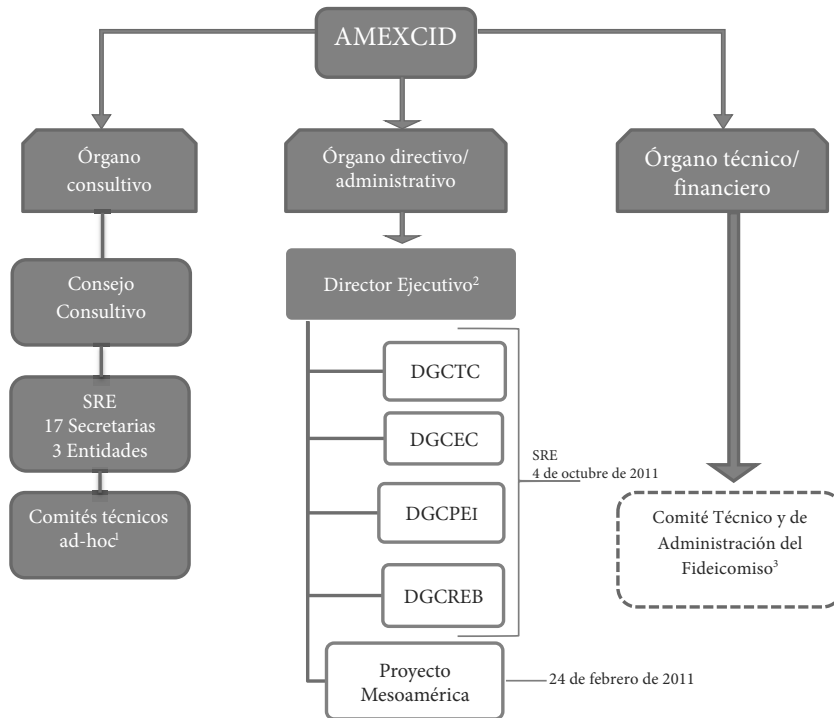 AMEXCID
Órgano
consultivo
Órgano directivo/
administrativo
Órgano técnico/
financiero
Consejo
Consultivo
SRE
17 Secretarias
3 Entidades
Comités técnicos
ad-hoc¹
Director Ejecutivo²
DGCTC
DGCEC
DGCPEI
DGCREB
Proyecto
Mesoamérica
SRE
4 de octubre de 2011
24 de febrero de 2011
Comité Técnico y de
Administración del
Fideicomiso³